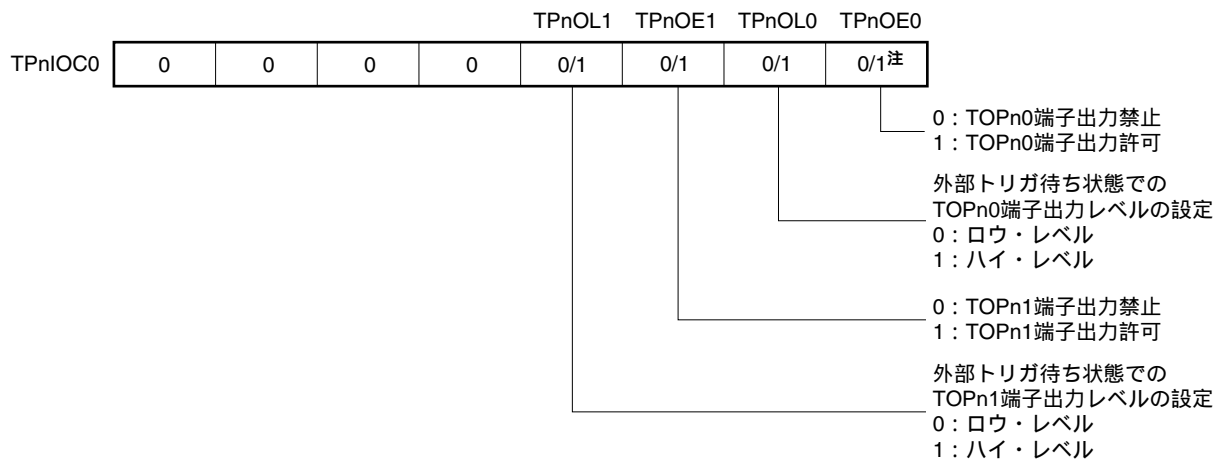 TPnOL1 TPnOE1 TPnOL0 TPnOE0
TPnIOC0 0 0 0 0 0/1 0/1 0/1 0/1注
0：TOPn0端子出力禁止
1：TOPn0端子出力許可
外部トリガ待ち状態での
TOPn0端子出力レベルの設定
0：ロウ・レベル
1：ハイ・レベル
0：TOPn1端子出力禁止
1：TOPn1端子出力許可
外部トリガ待ち状態での
TOPn1端子出力レベルの設定
0：ロウ・レベル
1：ハイ・レベル